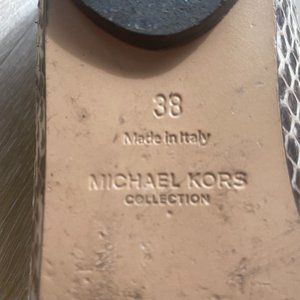 38
Made in Italy
MICHAEL KORS
COLLECTION